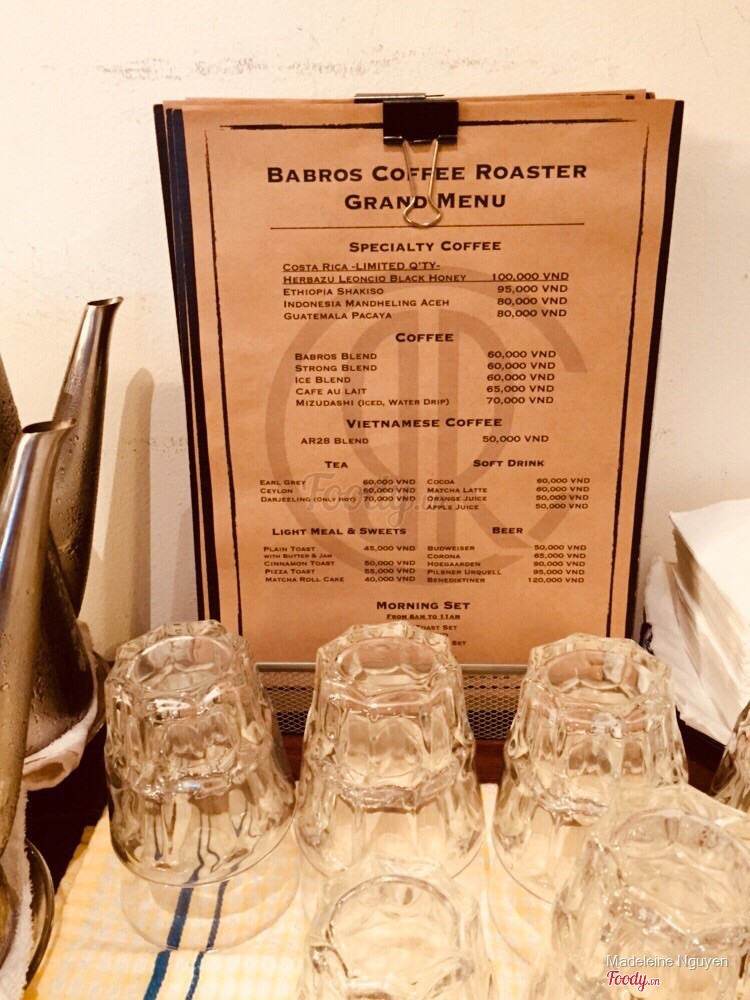 BABROS COFFEE ROASTER
GRAND MENU
SPECIALTY COFFEE
COSTA RICA -LIMITED Q'TY-
HERBAZU LEONCIO BLACK HONEY 100,000 VND
ETHIOPIA SHAKISO 95,000 VND
INDONESIA MANDHELING ACEH 80,000 VND
GUATEMALA PACAYA 80,000 VND
COFFEE
BABROS BLEND 60,000 VND
STRONG BLEND 60,000 VND
ICE BLEND 60,000 VND
CAFE AU LAIT 65,000 VND
MIZUDASHI (ICED, WATER DRIP) 70,000 VND
VIETNAMESE COFFEE
AR28 BLEND 50,000 VND
TEA
EARL GREY 60,000 VND
CEYLON 60,000 VND
DARJEELING (ONLY HOT) 70,000 VND
SOFT DRINK
COCOA 60,000 VND
MATCHA LATTE 60,000 VND
ORANGE JUICE 50,000 VND
APPLE JUICE 50,000 VND
LIGHT MEAL & SWEETS
PLAIN TOAST 45,000 VND
WITH BUTTER & JAM
CINNAMON TOAST 50,000 VND
PIZZA TOAST 55,000 VND
MATCHA ROLL CAKE 40,000 VND
BEER
BUDWEISER 50,000 VND
CORONA 65,000 VND
HOEGAARDEN 90,000 VND
PILSNER URQUELL 95,000 VND
BENEDIKTINER 120,000 VND
MORNING SET
FROM 8AM TO 11AM
TOAST SET
SET
Foody
Madeleine Nguyen
Foody.vn